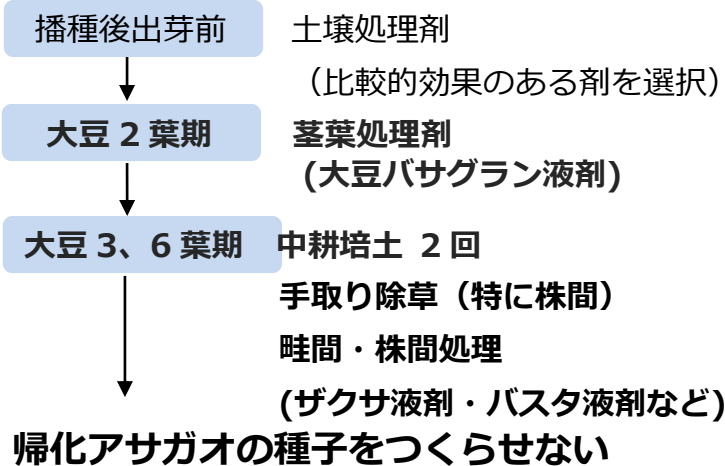 播種後出芽前 土壌処理剤
（比較的効果のある剤を選択）
大豆 2 葉期 茎葉処理剤
(大豆バサグラン液剤)
大豆 3、6 葉期 中耕培土 2 回
手取り除草（特に株間）
畦間・株間処理
(ザクサ液剤・バスタ液剤など)
帰化アサガオの種子をつくらせない